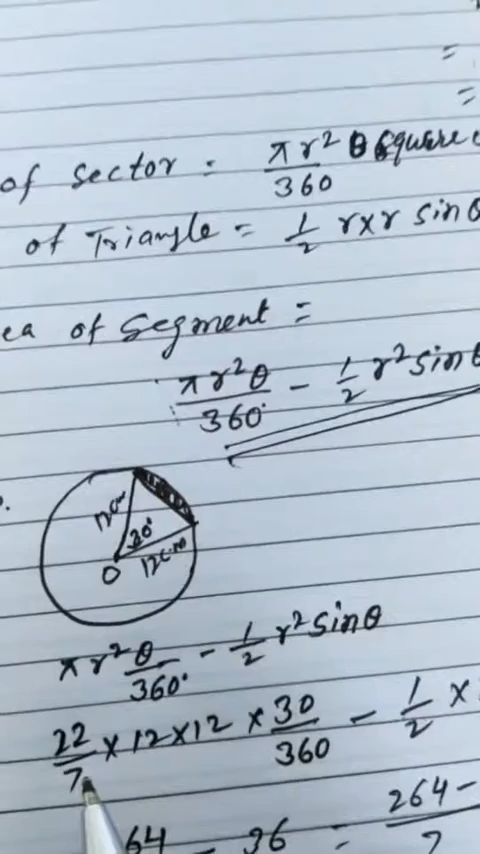 =
=
of sector = πr²θ/360 square
of Triangle = 1/2 r×r sinθ
ea of segment =
πr²θ/360° - 1/2 r² sinθ
12cm
30°
O 12cm
πr² θ/360° - 1/2 r² sinθ
22/7 × 12 × 12 × 30/360 - 1/2 ×
64 - 36 = 264 -/7